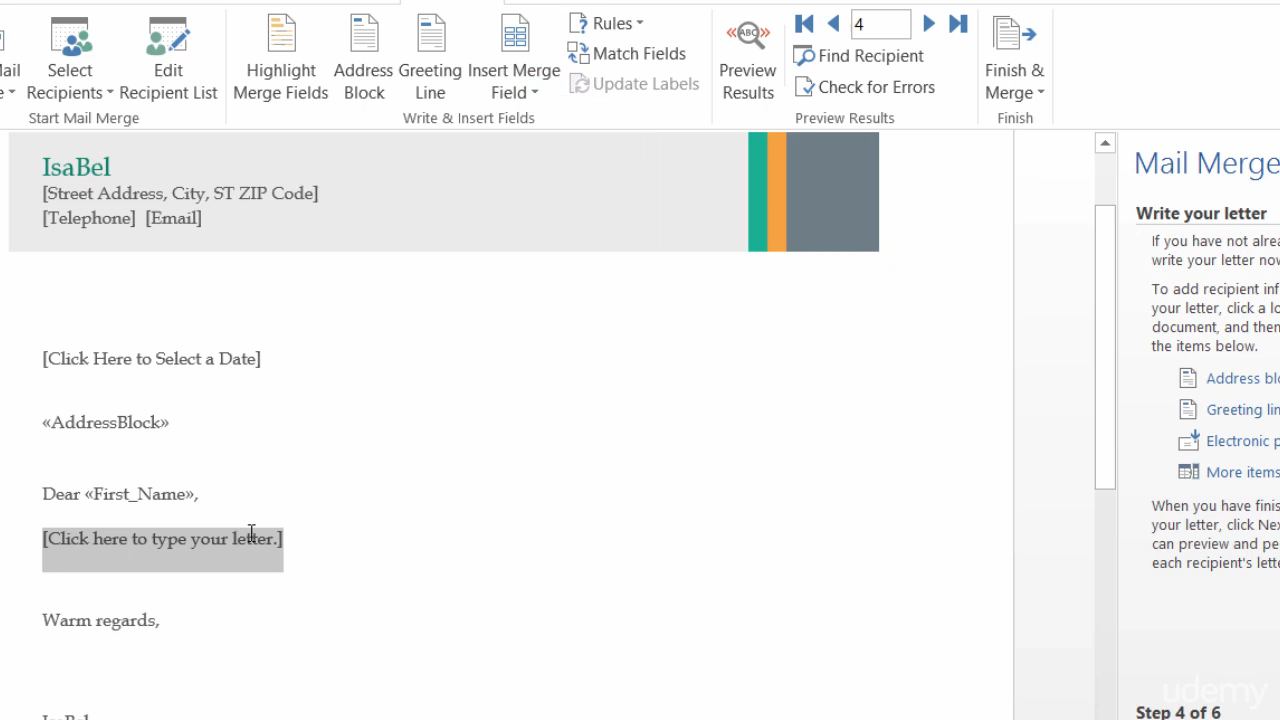 Mail
Select
Recipients
Edit
Recipient List
Start Mail Merge
Highlight
Merge Fields
Address
Block
Greeting
Line
Insert Merge
Field
Rules
Match Fields
Update Labels
Write & Insert Fields
ABC
Preview
Results
4
Find Recipient
Check for Errors
Preview Results
Finish &
Merge
Finish
IsaBel
[Street Address, City, ST ZIP Code]
[Telephone] [Email]
[Click Here to Select a Date]
«AddressBlock»
Dear «First_Name»,
[Click here to type your letter.]
Warm regards,
IsaBel
Mail Merge
Write your letter
If you have not alrea
write your letter now
To add recipient inf
your letter, click a lo
document, and then
the items below.
Address blo
Greeting lin
Electronic p
More items
When you have finis
your letter, click Nex
can preview and pe
each recipient's lette
Step 4 of 6
udemy